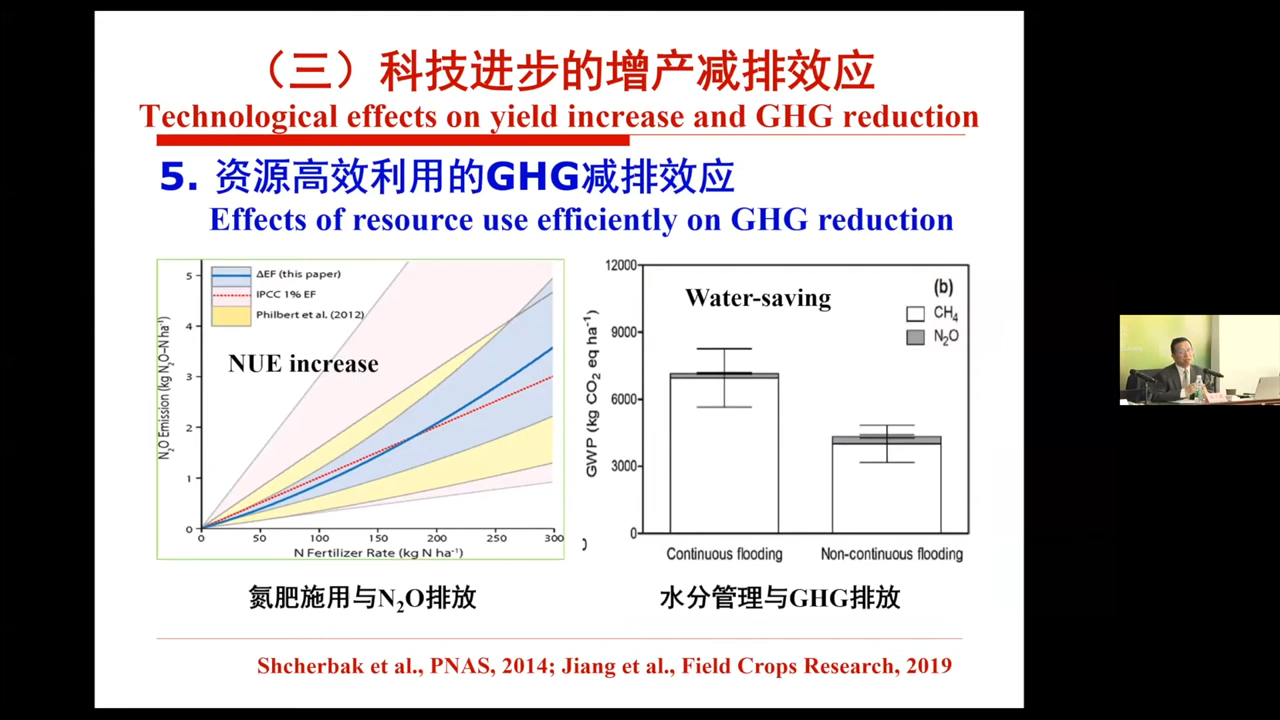 （三）科技进步的增产减排效应
Technological effects on yield increase and GHG reduction
5. 资源高效利用的GHG减排效应
Effects of resource use efficiently on GHG reduction
ΔEF (this paper)
IPCC 1% EF
Philbert et al. (2012)
NUE increase
N₂O Emission (kg N₂O–N ha⁻¹)
5
4
3
2
1
0
0 50 100 150 200 250 300
N Fertilizer Rate (kg N ha⁻¹)
氮肥施用与N₂O排放
Water-saving
(b)
CH₄
N₂O
GWP (kg CO₂ eq ha⁻¹)
12000
9000
6000
3000
0
Continuous flooding Non-continuous flooding
水分管理与GHG排放
Shcherbak et al., PNAS, 2014; Jiang et al., Field Crops Research, 2019